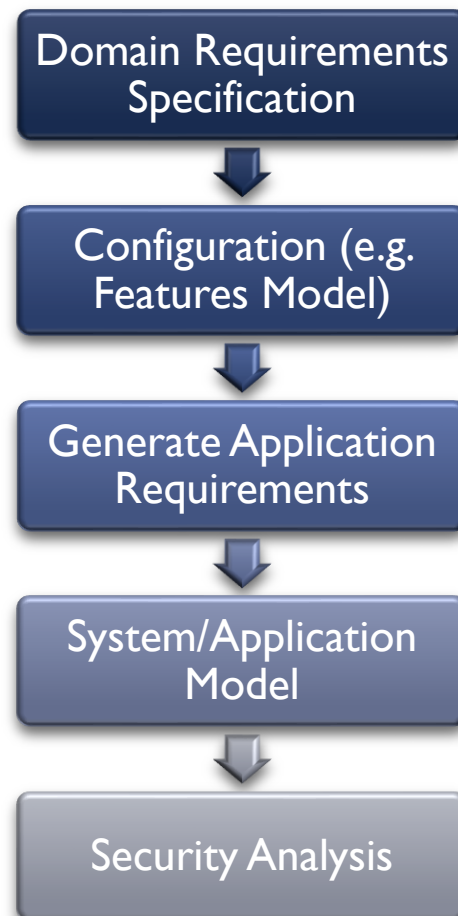 Domain Requirements
Specification
Configuration (e.g.
Features Model)
Generate Application
Requirements
System/Application
Model
Security Analysis